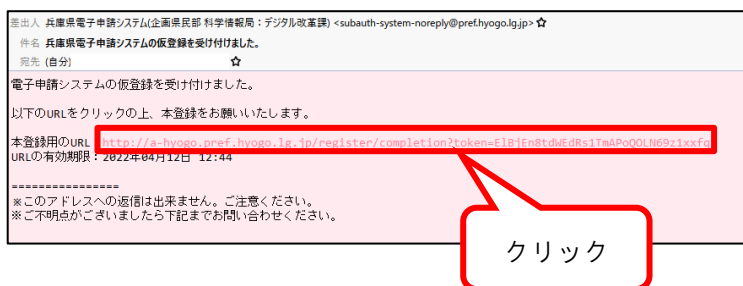 差出人 兵庫県電子申請システム(企画県民部 科学情報局:デジタル改革課) <subauth-system-noreply@pref.hyogo.lg.jp> ☆
件名 兵庫県電子申請システムの仮登録を受け付けました。
宛先 (自分) ☆
電子申請システムの仮登録を受け付けました。
以下のURLをクリックの上、本登録をお願いいたします。
本登録用のURL:http://a-hyogo.pref.hyogo.lg.jp/register/completion?token=ElBjEn8tdWEdRs1TmAPoQOLN69z1xxfq
URLの有効期限:2022年04月12日 12:44
================
※このアドレスへの返信は出来ません。ご注意ください。
※ご不明点がございましたら下記までお問い合わせください。
クリック